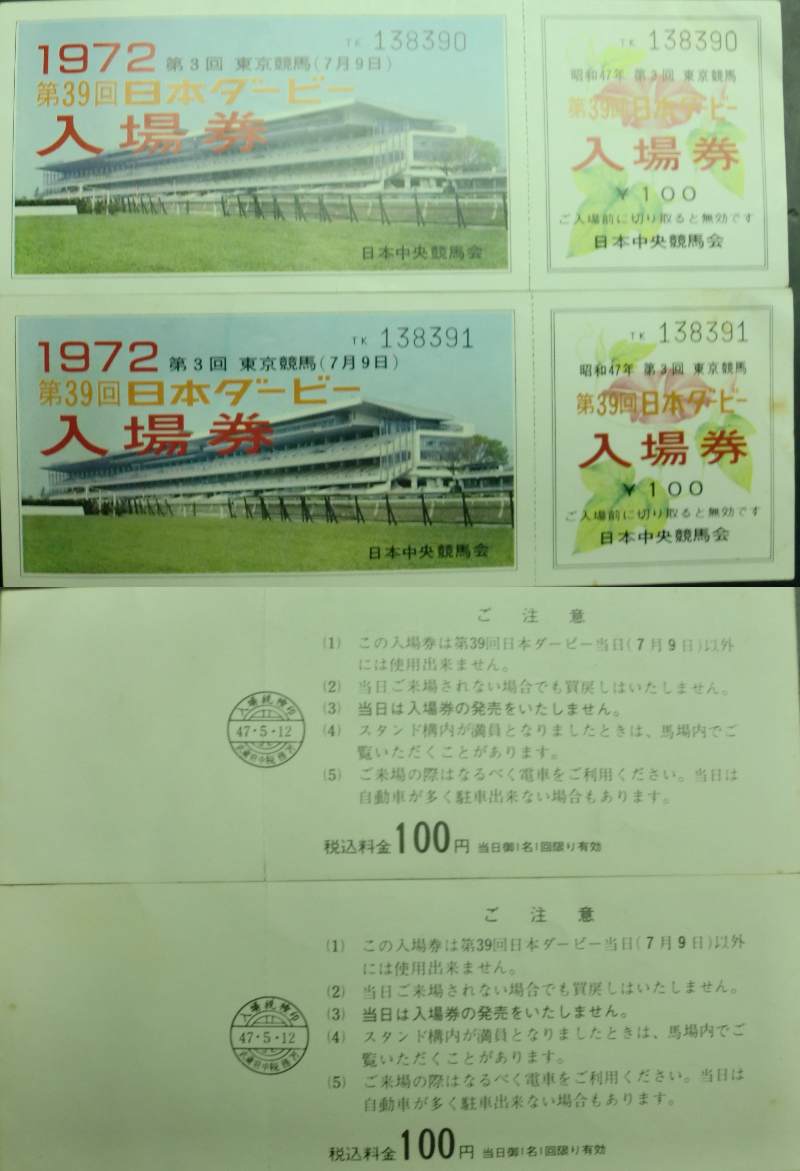 1972 第3回 東京競馬(7月9日)
TK 138390
第39回日本ダービー
入場券
日本中央競馬会
TK 138390
昭和47年 第3回 東京競馬
第39回日本ダービー
入場券
¥100
ご入場前に切り取ると無効です
日本中央競馬会
TK 138391
1972 第3回 東京競馬(7月9日)
第39回日本ダービー
入場券
日本中央競馬会
TK 138391
昭和47年 第3回 東京競馬
第39回日本ダービー
入場券
¥100
ご入場前に切り取ると無効です
日本中央競馬会
ご注意
(1) この入場券は第39回日本ダービー当日(7月9日)以外
には使用出来ません。
(2) 当日ご来場されない場合でも買戻しはいたしません。
(3) 当日は入場券の発売をいたしません。
(4) スタンド構内が満員となりましたときは、馬場内でご
覧いただくことがあります。
(5) ご来場の際はなるべく電車をご利用ください。当日は
自動車が多く駐車出来ない場合もあります。
47・5・12
税込料金100円 当日御1名1回限り有効
ご注意
(1) この入場券は第39回日本ダービー当日(7月9日)以外
には使用出来ません。
(2) 当日ご来場されない場合でも買戻しはいたしません。
(3) 当日は入場券の発売をいたしません。
(4) スタンド構内が満員となりましたときは、馬場内でご
覧いただくことがあります。
(5) ご来場の際はなるべく電車をご利用ください。当日は
自動車が多く駐車出来ない場合もあります。
47・5・12
税込料金100円 当日御1名1回限り有効